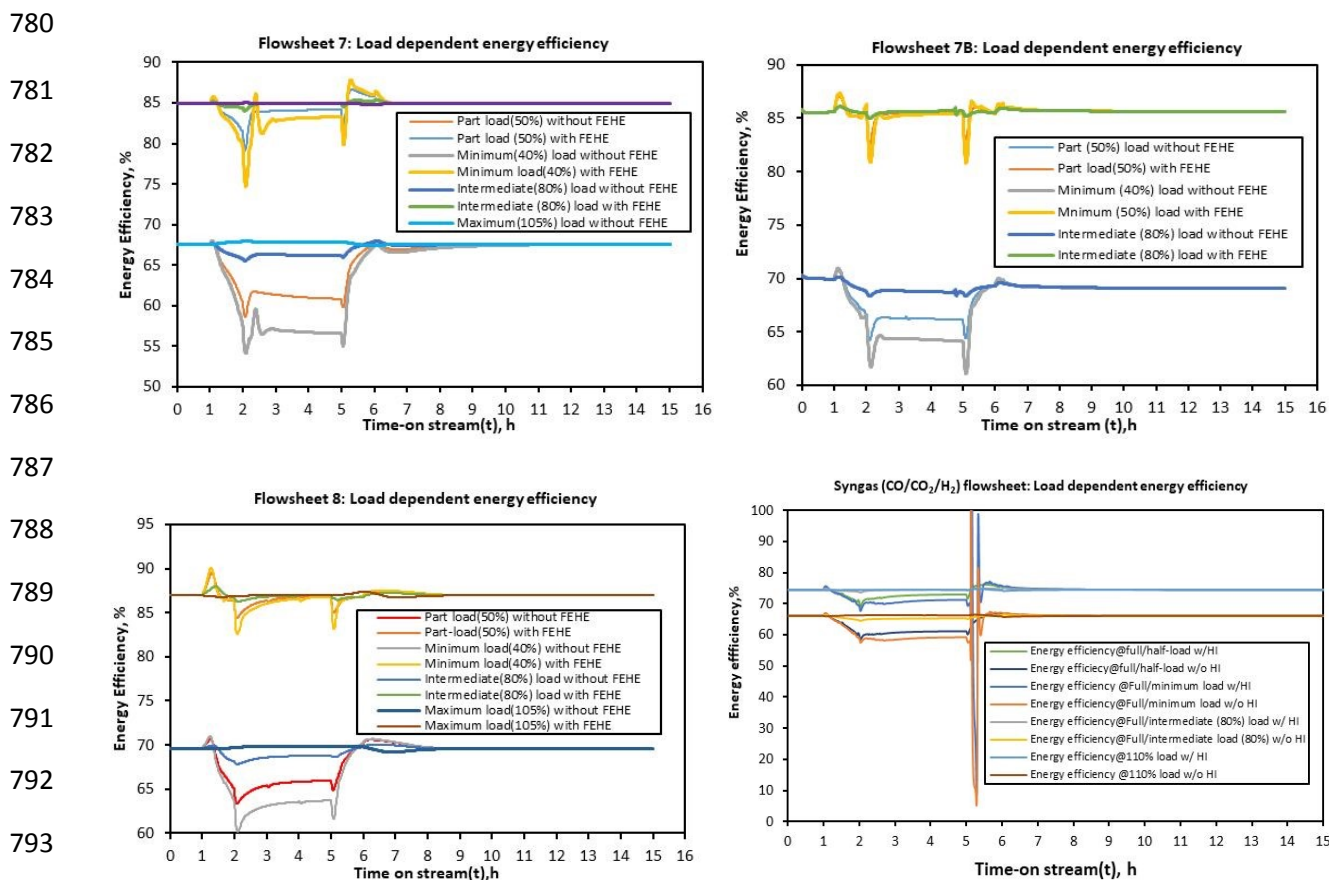 780
781
782
783
784
785
786
787
788
789
790
791
792
793
Flowsheet 7: Load dependent energy efficiency
Energy Efficiency, %
90
85
80
75
70
65
60
55
50
Part load(50%) without FEHE
Part load (50%) with FEHE
Minimum(40%) load without FEHE
Minimum load(40%) with FEHE
Intermediate(80%) load without FEHE
Intermediate (80%) load with FEHE
Maximum(105%) load without FEHE
0 1 2 3 4 5 6 7 8 9 10 11 12 13 14 15 16
Time-on stream(t), h
Flowsheet 7B: Load dependent energy efficiency
Energy Efficiency, %
90
85
80
75
70
65
60
Part (50%) load without FEHE
Part load(50%) with FEHE
Minimum (40%) load without FEHE
Mnimum (50%) load with FEHE
Intermediate (80%) load without FEHE
Intermediate (80%) load with FEHE
0 1 2 3 4 5 6 7 8 9 10 11 12 13 14 15 16
Time on stream (t), h
Flowsheet 8: Load dependent energy efficiency
Energy Efficiency, %
95
90
85
80
75
70
65
60
Part load(50%) without FEHE
Part-load(50%) with FEHE
Minimum load(40%) without FEHE
Minimum load(40%) with FEHE
Intermediate(80%) load without FEHE
Intermediate(80%) load with FEHE
Maximum load(105%) without FEHE
Maximum load(105%) with FEHE
0 1 2 3 4 5 6 7 8 9 10 11 12 13 14 15 16
Time on stream(t),h
Syngas (CO/CO₂/H₂) flowsheet: Load dependent energy efficiency
Energy effficiency,%
100
90
80
70
60
50
40
30
20
10
0
Energy efficiency@full/half-load w/HI
Energy efficiecy@full/half-load w/o HI
Energy efficiency @Full/minimum load w/HI
Energy efficiency@Full/minimum load w/o HI
Energy efficiency@Full/intermediate (80%) load w/ HI
Energy efficiency@Full/intermediate load (80%) w/o HI
Energy efficiency@110% load w/ HI
Energy efficiency @110% load w/o HI
0 1 2 3 4 5 6 7 8 9 10 11 12 13 14 15
Time-on stream(t), h